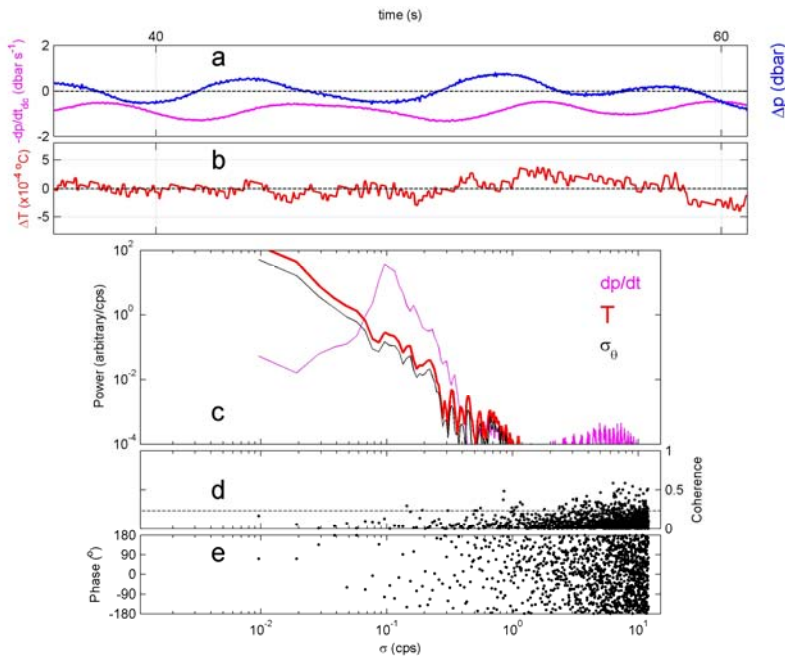 time (s)
40 60
a
2
0
-2
-dp/dt_dc (dbar s⁻¹)
Δp (dbar)
b
5
0
-5
ΔT (x10⁻⁴ °C)
10²
10⁰
10⁻²
10⁻⁴
Power (arbitrary/cps)
dp/dt
T
σ_θ
c
d
1
0.5
0
Coherence
e
180
90
0
-90
-180
Phase (°)
10⁻² 10⁻¹ 10⁰ 10¹
σ (cps)